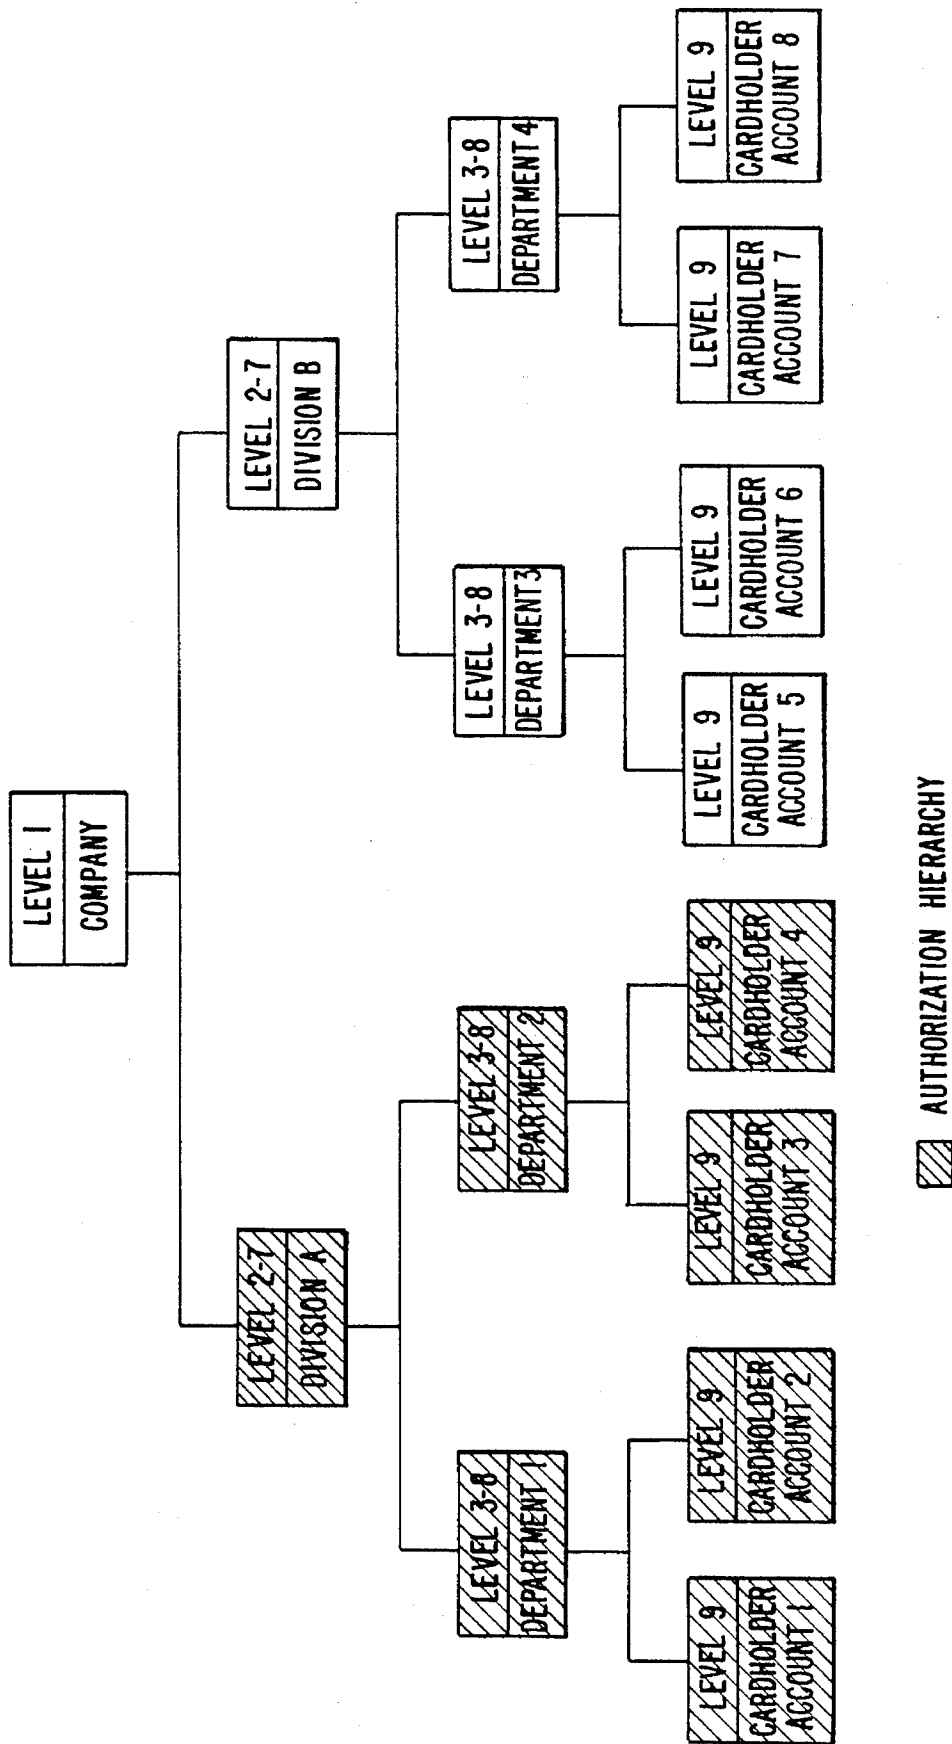 LEVEL 1
COMPANY
LEVEL 2-7
DIVISION A
LEVEL 2-7
DIVISION B
LEVEL 3-8
DEPARTMENT 1
LEVEL 3-8
DEPARTMENT 2
LEVEL 3-8
DEPARTMENT 3
LEVEL 3-8
DEPARTMENT 4
LEVEL 9
CARDHOLDER
ACCOUNT 1
LEVEL 9
CARDHOLDER
ACCOUNT 2
LEVEL 9
CARDHOLDER
ACCOUNT 3
LEVEL 9
CARDHOLDER
ACCOUNT 4
LEVEL 9
CARDHOLDER
ACCOUNT 5
LEVEL 9
CARDHOLDER
ACCOUNT 6
LEVEL 9
CARDHOLDER
ACCOUNT 7
LEVEL 9
CARDHOLDER
ACCOUNT 8
AUTHORIZATION HIERARCHY